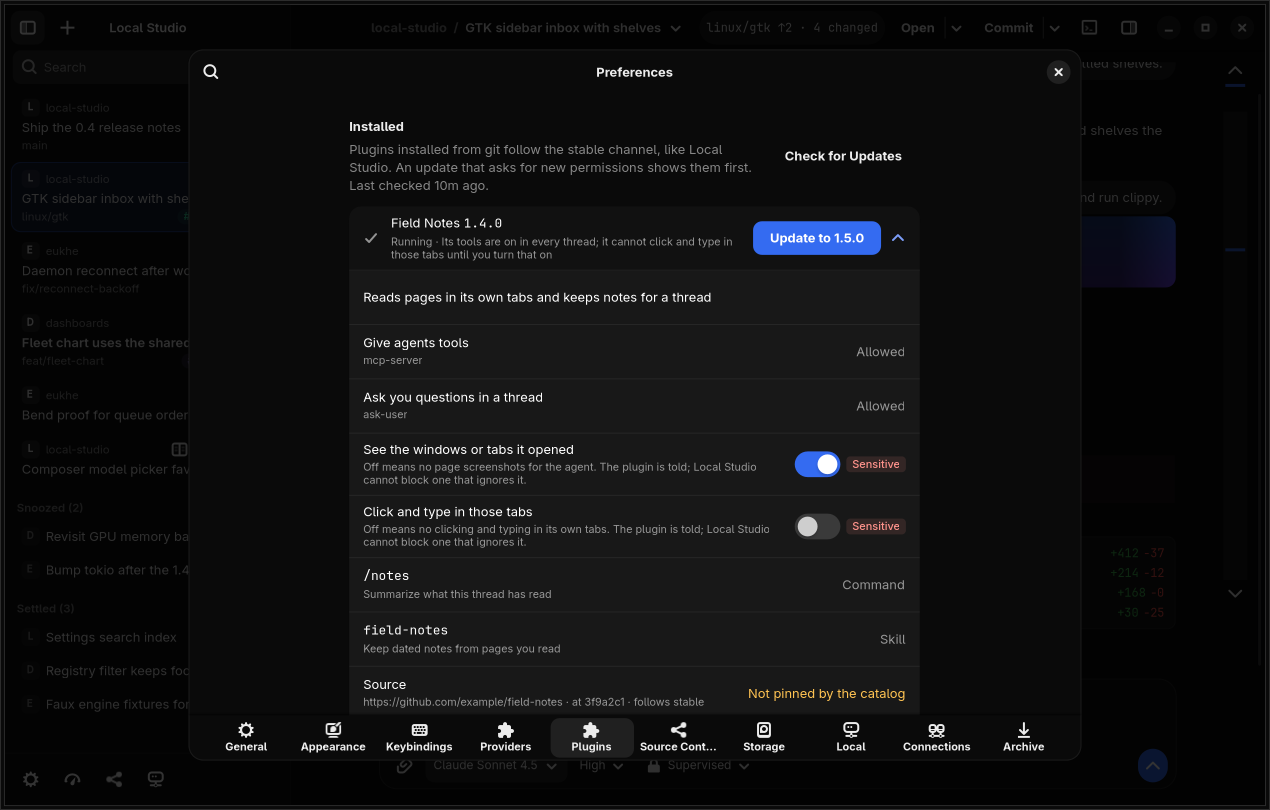 Local Studio
local-studio / GTK sidebar inbox with shelves
linux/gtk ↑2 · 4 changed
Open
Commit
Search
Preferences
local-studio
Ship the 0.4 release notes
main
L local-studio
GTK sidebar inbox with she
linux/gtk
E eukhe
Daemon reconnect after wo
fix/reconnect-backoff
D dashboards
Fleet chart uses the shared
feat/fleet-chart
E eukhe
Bend proof for queue order
L local-studio
Composer model picker fav
Snoozed (2)
D Revisit GPU memory ba
E Bump tokio after the 1.4
Settled (3)
L Settings search index
D Registry filter keeps foc
E Faux engine fixtures for
Installed
Plugins installed from git follow the stable channel, like Local
Studio. An update that asks for new permissions shows them first.
Last checked 10m ago.
Check for Updates
Field Notes 1.4.0
Running · Its tools are on in every thread; it cannot click and type in
those tabs until you turn that on
Update to 1.5.0
Reads pages in its own tabs and keeps notes for a thread
Give agents tools
mcp-server
Allowed
Ask you questions in a thread
ask-user
Allowed
See the windows or tabs it opened
Off means no page screenshots for the agent. The plugin is told; Local Studio
cannot block one that ignores it.
Sensitive
Click and type in those tabs
Off means no clicking and typing in its own tabs. The plugin is told; Local Studio
cannot block one that ignores it.
Sensitive
/notes
Summarize what this thread has read
Command
field-notes
Keep dated notes from pages you read
Skill
Source
https://github.com/example/field-notes · at 3f9a2c1 · follows stable
Not pinned by the catalog
shelves.
d shelves the
nd run clippy.
+412 -37
+214 -12
+168 -0
+30 -25
General
Appearance
Keybindings
Providers
Plugins
Source Cont...
Storage
Local
Connections
Archive
Claude Sonnet 4.5
High
Supervised